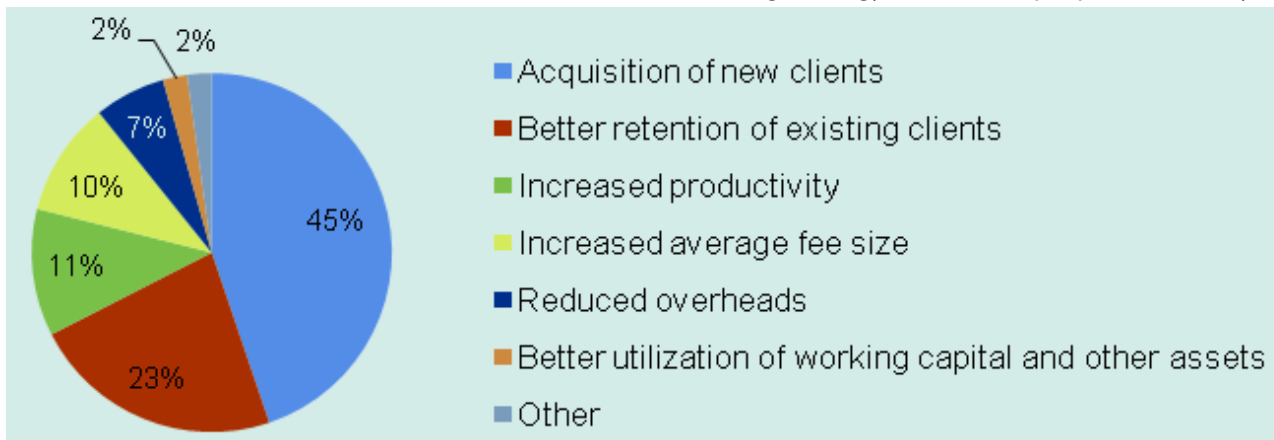 2%
2%
7%
10%
45%
11%
23%
Acquisition of new clients
Better retention of existing clients
Increased productivity
Increased average fee size
Reduced overheads
Better utilization of working capital and other assets
Other